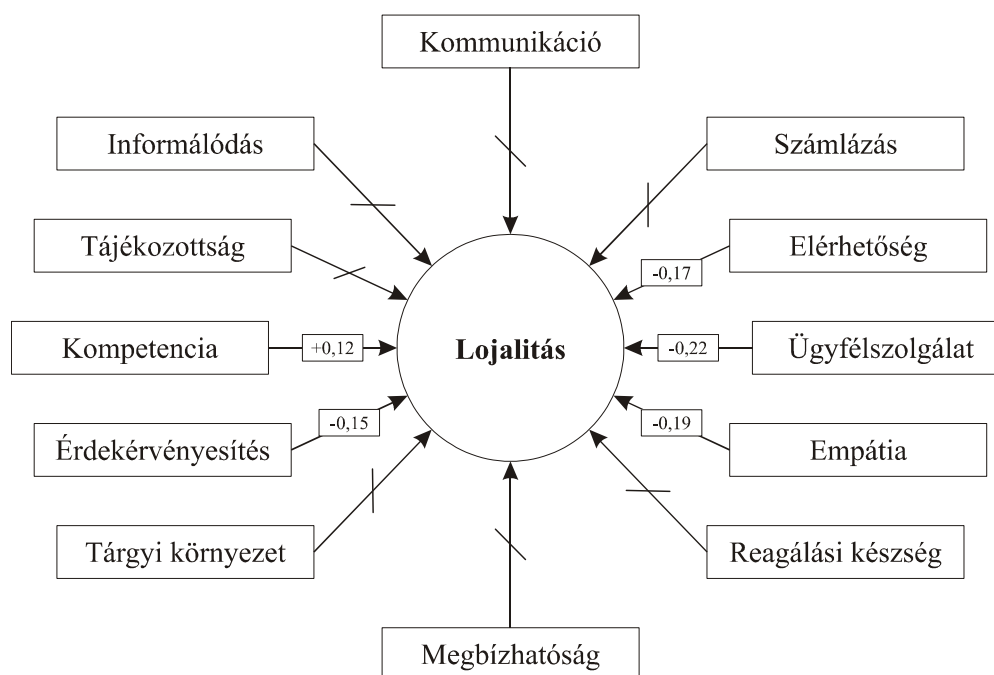 Kommunikáció
Informálódás
Számlázás
Tájékozottság
Elérhetőség
-0,17
Kompetencia
+0,12
Lojalitás
-0,22
Ügyfélszolgálat
Érdekérvényesítés
-0,15
-0,19
Empátia
Tárgyi környezet
Reagálási készség
Megbízhatóság